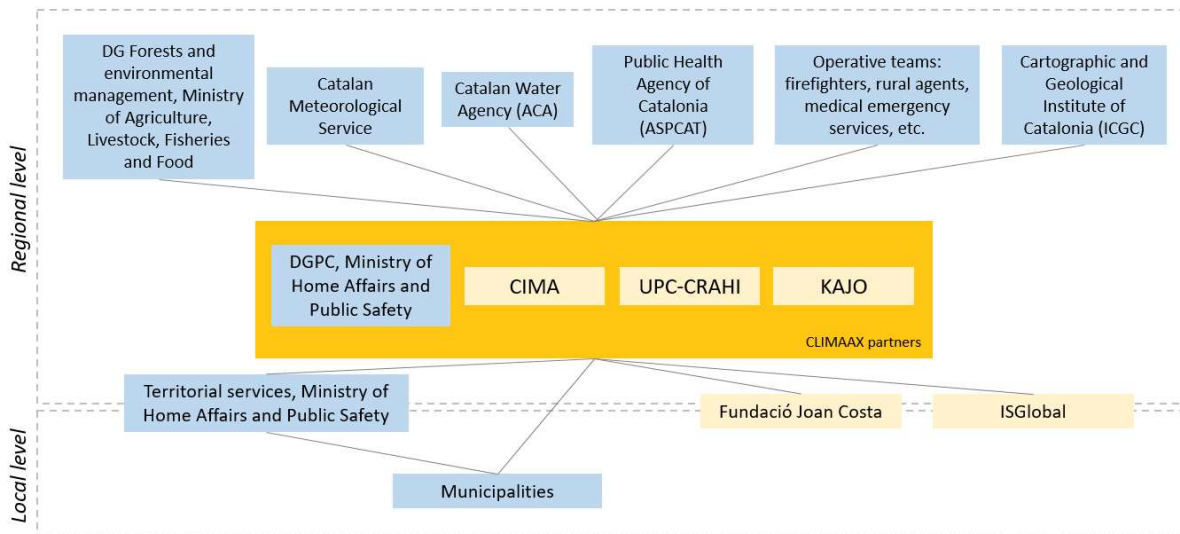 Regional level
DG Forests and
environmental
management, Ministry
of Agriculture,
Livestock, Fisheries
and Food
Catalan
Meteorological
Service
Catalan Water
Agency (ACA)
Public Health
Agency of
Catalonia
(ASPCAT)
Operative teams:
firefighters, rural agents,
medical emergency
services, etc.
Cartographic and
Geological
Institute of
Catalonia (ICGC)
DGPC, Ministry of
Home Affairs and
Public Safety
CIMA
UPC-CRAHI
KAJO
CLIMAAX partners
Territorial services, Ministry of
Home Affairs and Public Safety
Fundació Joan Costa
ISGlobal
Local level
Municipalities